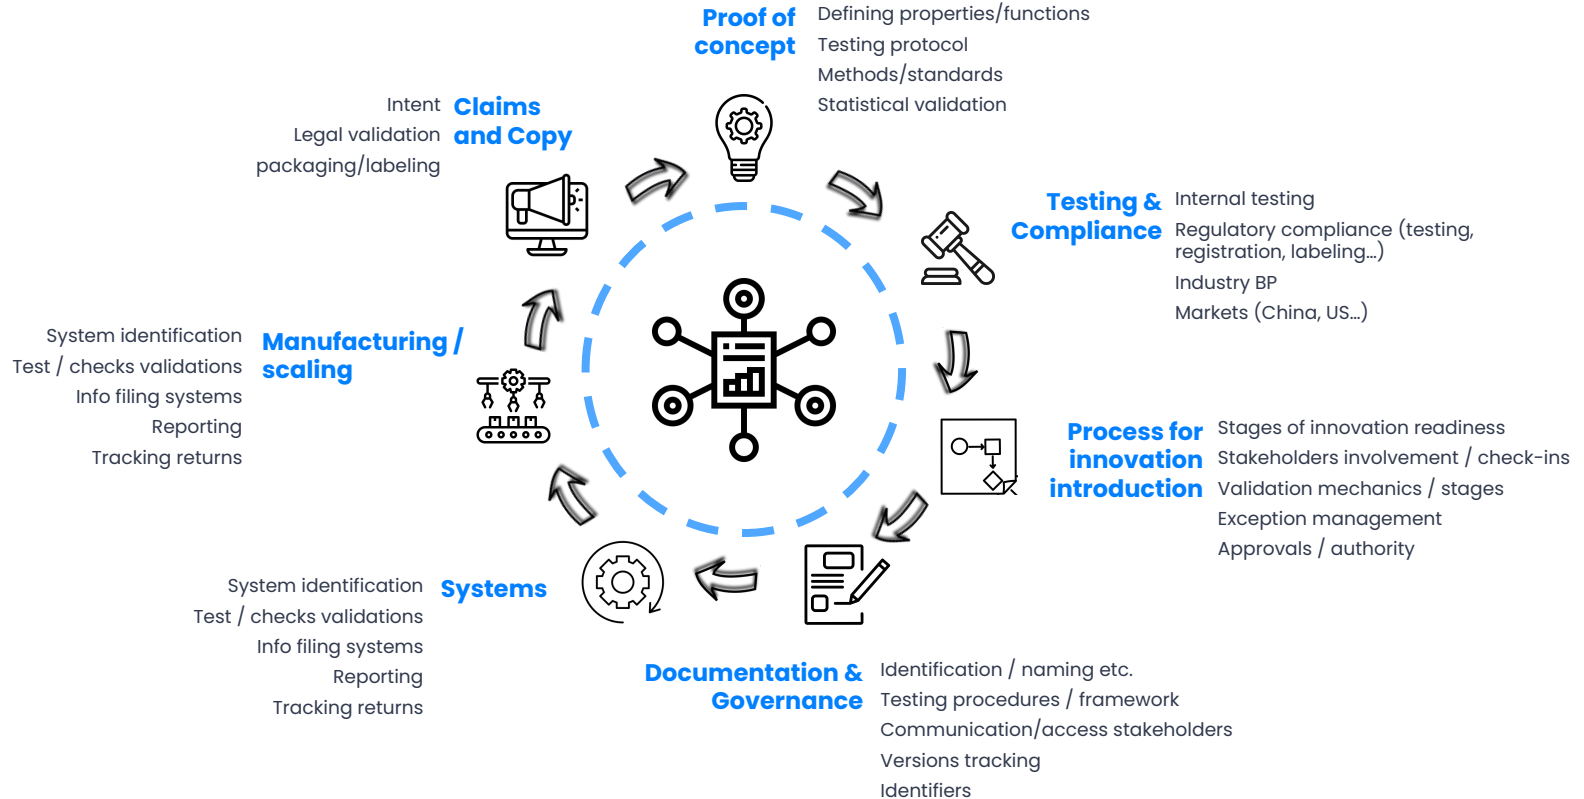 Proof of
concept
Defining properties/functions
Testing protocol
Methods/standards
Statistical validation
Testing &
Compliance
Internal testing
Regulatory compliance (testing,
registration, labeling...)
Industry BP
Markets (China, US...)
Process for
innovation
introduction
Stages of innovation readiness
Stakeholders involvement / check-ins
Validation mechanics / stages
Exception management
Approvals / authority
Documentation &
Governance
Identification / naming etc.
Testing procedures / framework
Communication/access stakeholders
Versions tracking
Identifiers
Systems
System identification
Test / checks validations
Info filing systems
Reporting
Tracking returns
Manufacturing /
scaling
System identification
Test / checks validations
Info filing systems
Reporting
Tracking returns
Claims
and Copy
Intent
Legal validation
packaging/labeling